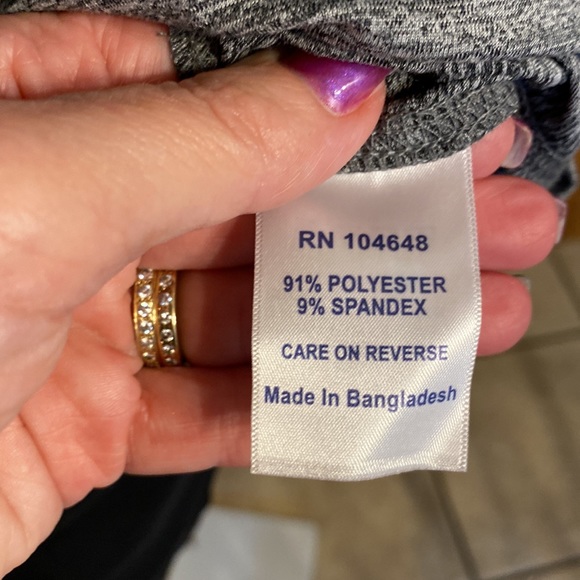 RN 104648
91% POLYESTER
9% SPANDEX
CARE ON REVERSE
Made In Bangladesh